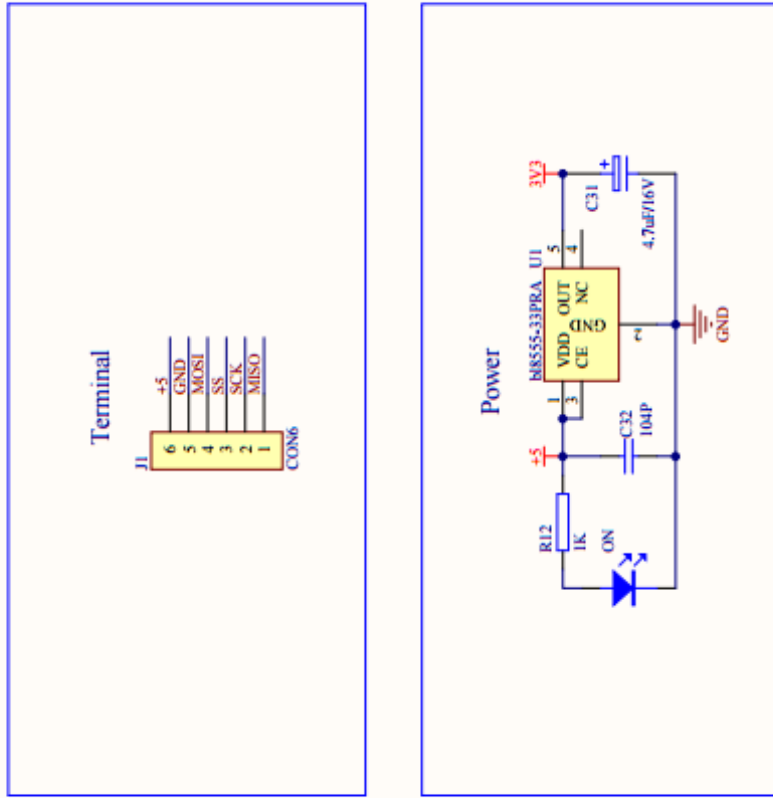 Terminal
J1
+5
GND
MOSI
SS
SCK
MISO
6
5
4
3
2
1
CON6
Power
bl8555-33PRA U1
3V3
C31
4.7uF/16V
5
4
OUT
NC
GND
VDD
CE
1
3
2
GND
+5
C32
104P
R12
1K
ON
+